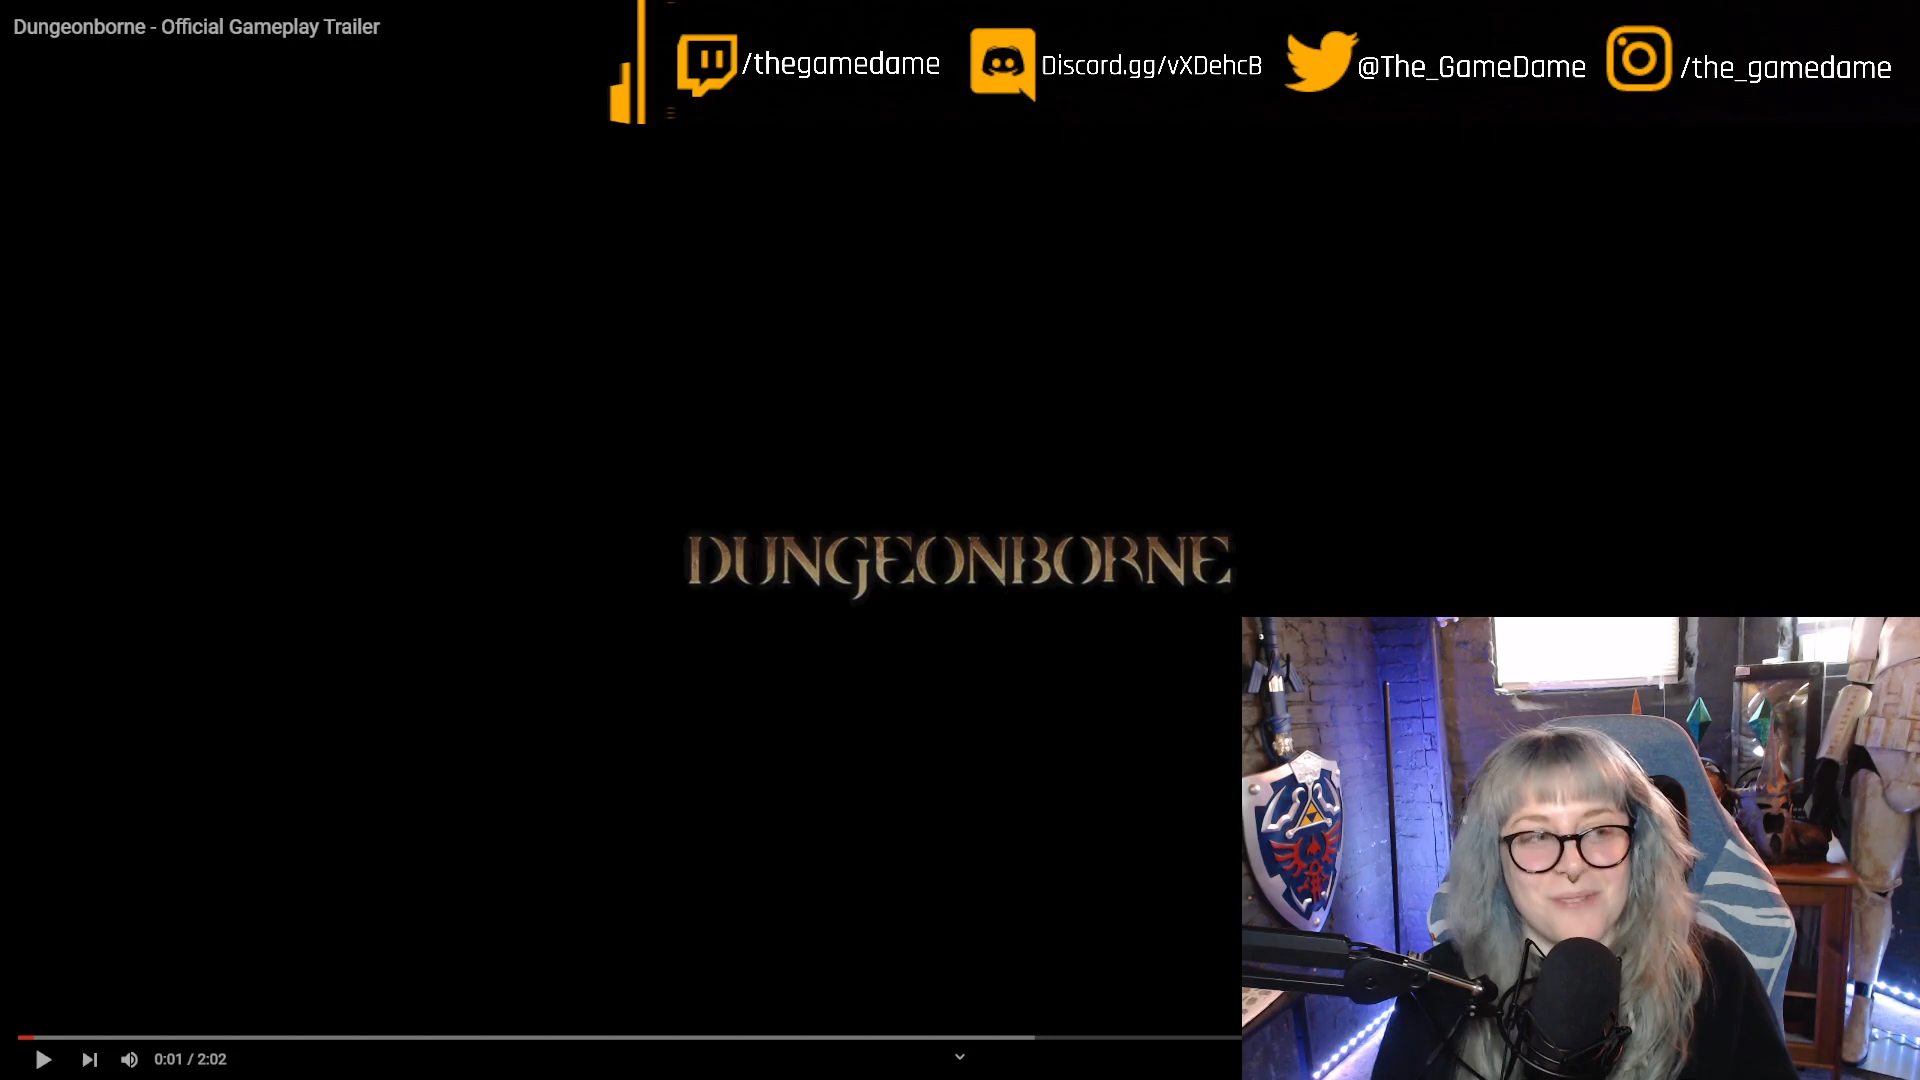 Dungeonborne - Official Gameplay Trailer
/thegamedame
Discord.gg/vXDehcB
@The_GameDame
/the_gamedame
DUNGEONBORNE
0:01 / 2:02